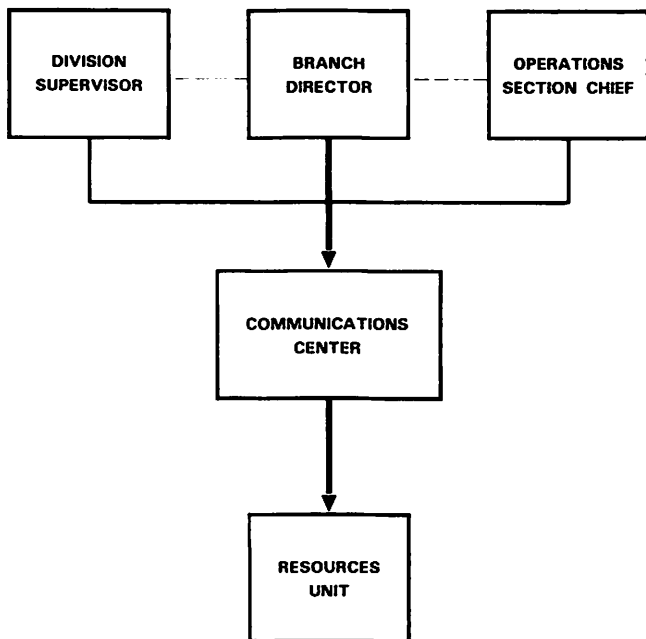 DIVISION
SUPERVISOR
BRANCH
DIRECTOR
OPERATIONS
SECTION CHIEF
COMMUNICATIONS
CENTER
RESOURCES
UNIT